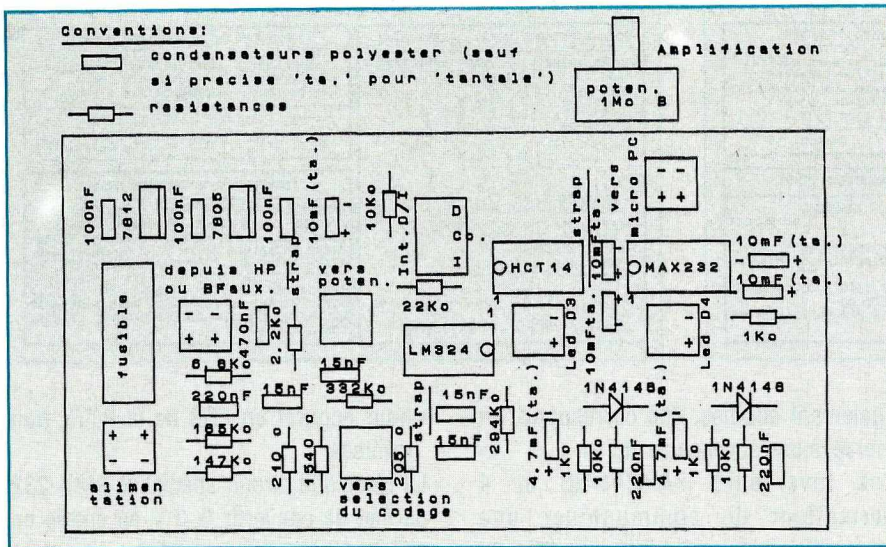 Conventions:
condensateurs polyester (sauf
si precise 'ta.' pour 'tantale')
resistances
Amplification
poten.
1Mo B
100nF
7812
100nF
7805
100nF
10mF(ta.)
- +
10Ko
Int.D/I
D
Co.
I
strap
10mFta.
- +
vers
micro PC
- -
+ +
HCT14
1
MAX232
1
10mF(ta.)
- +
10mF(ta.)
- +
1Ko
fusible
depuis HP
ou BFaux.
- -
+ +
470nF
strap
2.2Ko
vers
poten.
22Ko
LM324
10mFta.
+ -
- -
+ +
Led D3
- -
+ +
Led D4
6,8Ko
220nF
165Ko
147Ko
15nF
15nF
332Ko
strap
15nF
15nF
294Ko
4.7mF(ta.)
- +
1Ko
1N4148
10Ko
220nF
4.7mF(ta.)
- +
1Ko
1N4148
10Ko
220nF
+ +
- -
alimen
tation
210 o
1540 o
205 o
vers
selection
du codage